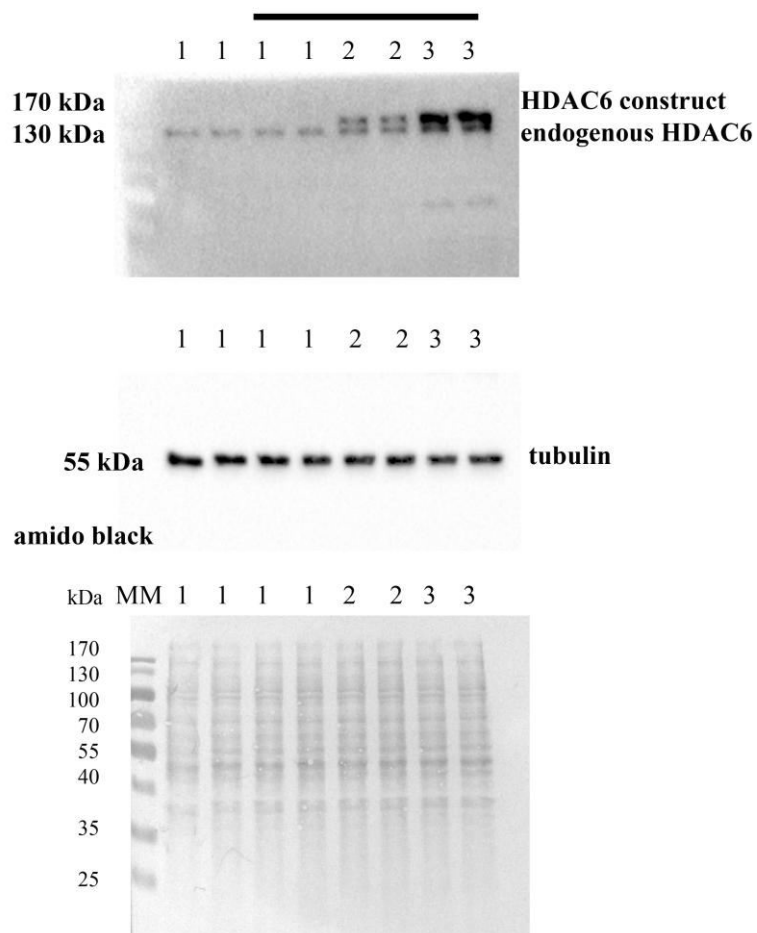 1 1 1 1 2 2 3 3
170 kDa HDAC6 construct
130 kDa endogenous HDAC6
1 1 1 1 2 2 3 3
55 kDa tubulin
amido black
kDa MM 1 1 1 1 2 2 3 3
170
130
100
70
55
40
35
25